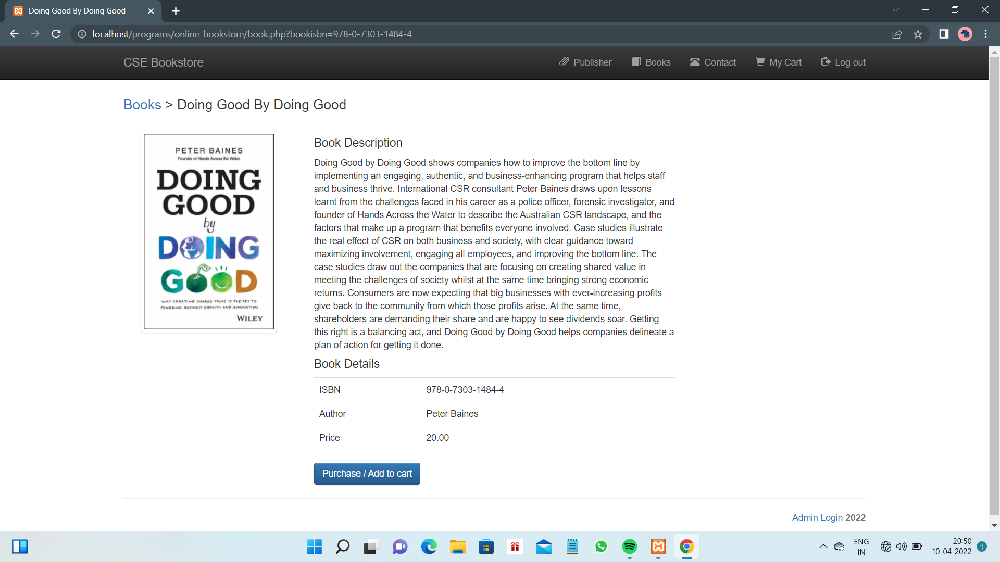 Doing Good By Doing Good
localhost/programs/online_bookstore/book.php?bookisbn=978-0-7303-1484-4
CSE Bookstore
Publisher
Books
Contact
My Cart
Log out
Books > Doing Good By Doing Good
PETER BAINES
Founder of Hands Across the Water
DOING
GOOD
by
DOING
GOOD
WHY CREATING SHARED VALUE IS THE KEY TO
POWERING BUSINESS GROWTH AND INNOVATION
WILEY
Book Description
Doing Good by Doing Good shows companies how to improve the bottom line by
implementing an engaging, authentic, and business-enhancing program that helps staff
and business thrive. International CSR consultant Peter Baines draws upon lessons
learnt from the challenges faced in his career as a police officer, forensic investigator, and
founder of Hands Across the Water to describe the Australian CSR landscape, and the
factors that make up a program that benefits everyone involved. Case studies illustrate
the real effect of CSR on both business and society, with clear guidance toward
maximizing involvement, engaging all employees, and improving the bottom line. The
case studies draw out the companies that are focusing on creating shared value in
meeting the challenges of society whilst at the same time bringing strong economic
returns. Consumers are now expecting that big businesses with ever-increasing profits
give back to the community from which those profits arise. At the same time,
shareholders are demanding their share and are happy to see dividends soar. Getting
this right is a balancing act, and Doing Good by Doing Good helps companies delineate a
plan of action for getting it done.
Book Details
ISBN 978-0-7303-1484-4
Author Peter Baines
Price 20.00
Purchase / Add to cart
Admin Login 2022
ENG
IN
20:50
10-04-2022
1